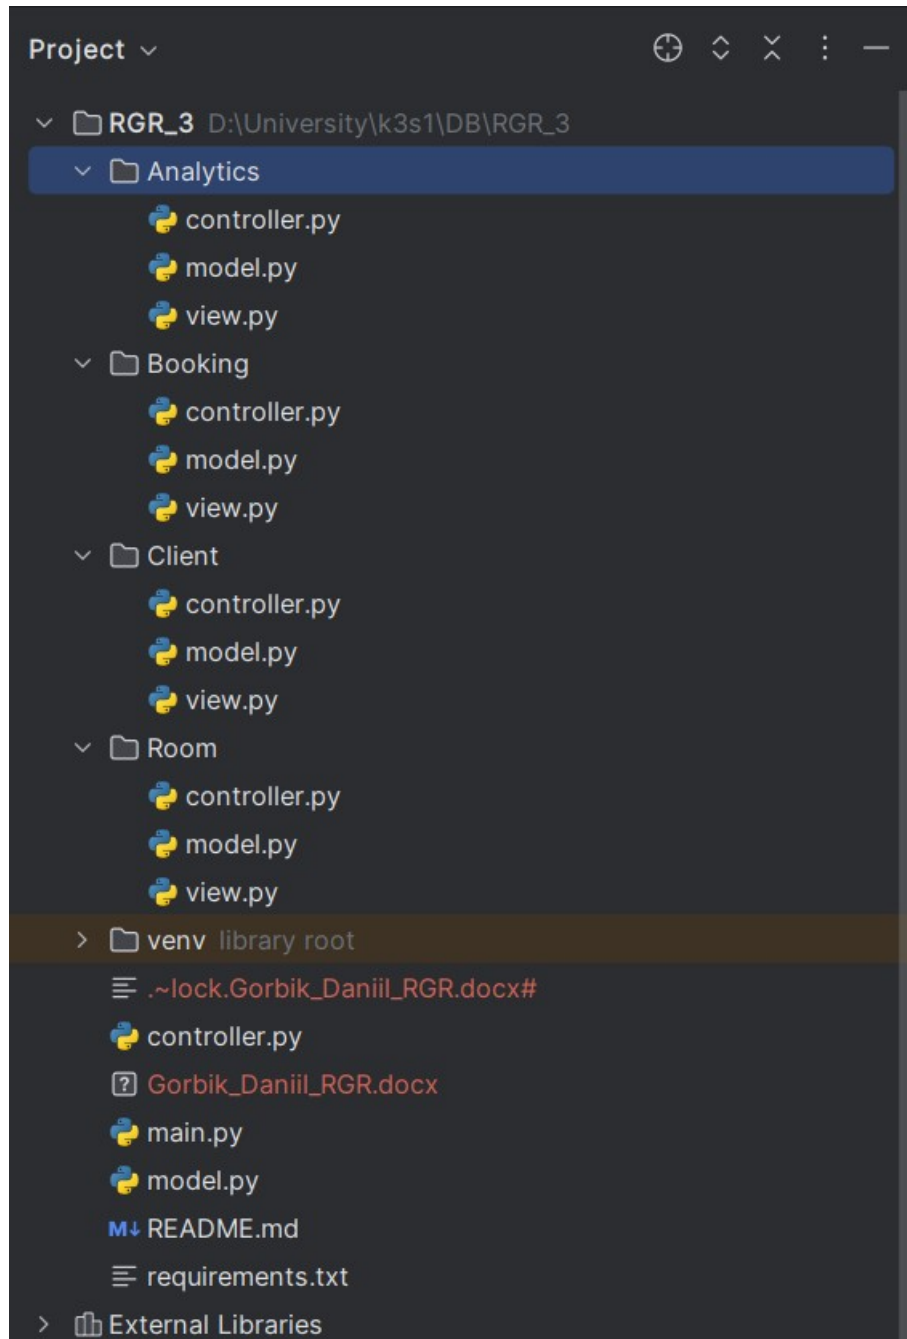 Project
RGR_3 D:\University\k3s1\DB\RGR_3
Analytics
controller.py
model.py
view.py
Booking
controller.py
model.py
view.py
Client
controller.py
model.py
view.py
Room
controller.py
model.py
view.py
venv library root
.~lock.Gorbik_Daniil_RGR.docx#
controller.py
Gorbik_Daniil_RGR.docx
main.py
model.py
M↓ README.md
requirements.txt
External Libraries